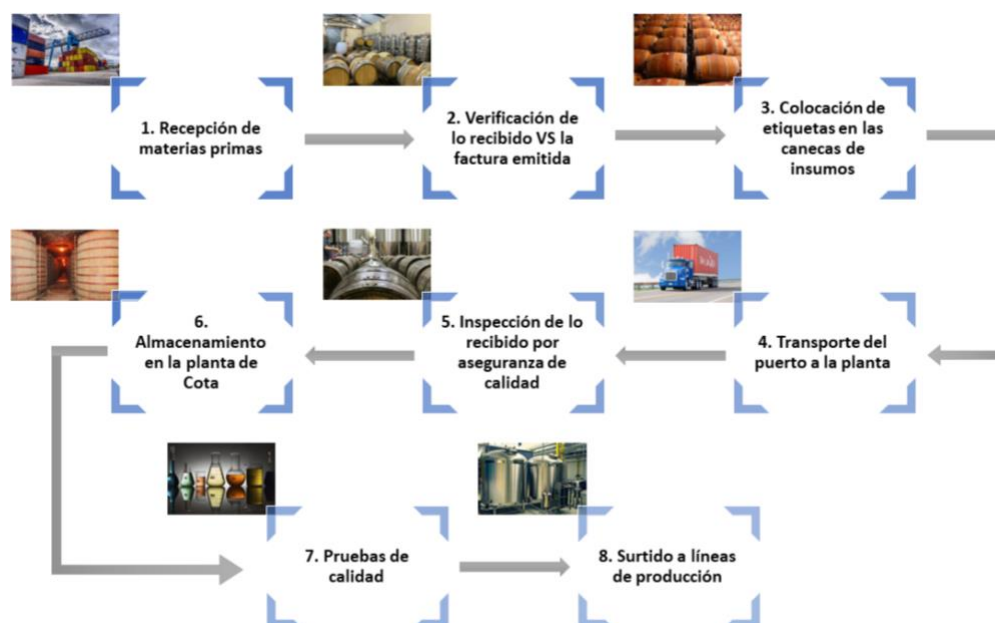 1. Recepción de
materias primas
2. Verificación de
lo recibido VS la
factura emitida
3. Colocación de
etiquetas en las
canecas de
insumos
4. Transporte del
puerto a la planta
5. Inspección de lo
recibido por
aseguranza de
calidad
6.
Almacenamiento
en la planta de
Cota
7. Pruebas de
calidad
8. Surtido a líneas
de producción